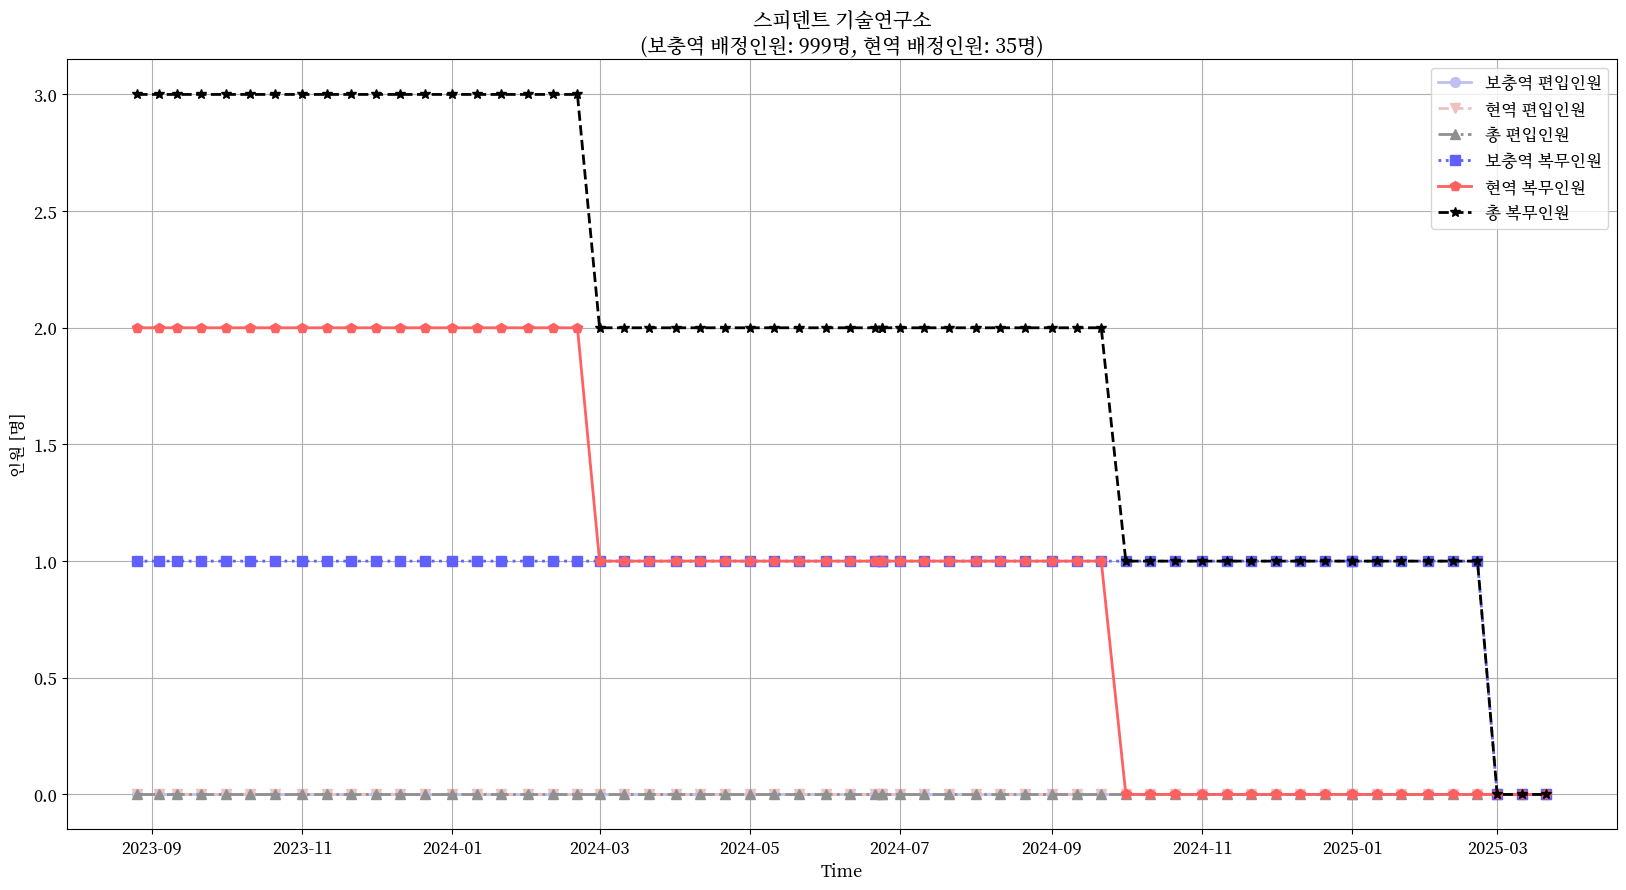 스피덴트 기술연구소
(보충역 배정인원: 999명, 현역 배정인원: 35명)
보충역 편입인원
현역 편입인원
총 편입인원
보충역 복무인원
현역 복무인원
총 복무인원
3.0
2.5
2.0
1.5
1.0
0.5
0.0
인원 [명]
2023-09 2023-11 2024-01 2024-03 2024-05 2024-07 2024-09 2024-11 2025-01 2025-03
Time